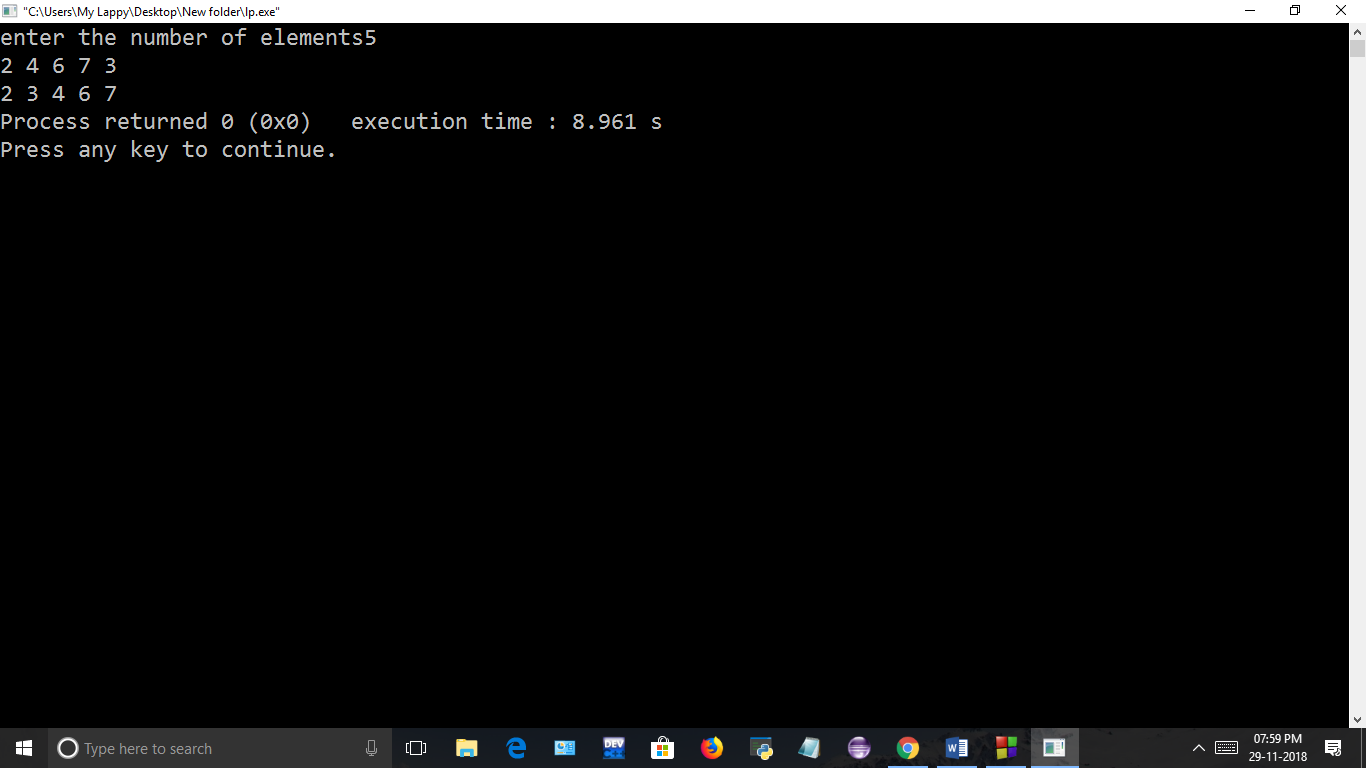 "C:\Users\My Lappy\Desktop\New folder\lp.exe"
enter the number of elements5
2 4 6 7 3
2 3 4 6 7
Process returned 0 (0x0)   execution time : 8.961 s
Press any key to continue.
Type here to search
DEV
07:59 PM
29-11-2018